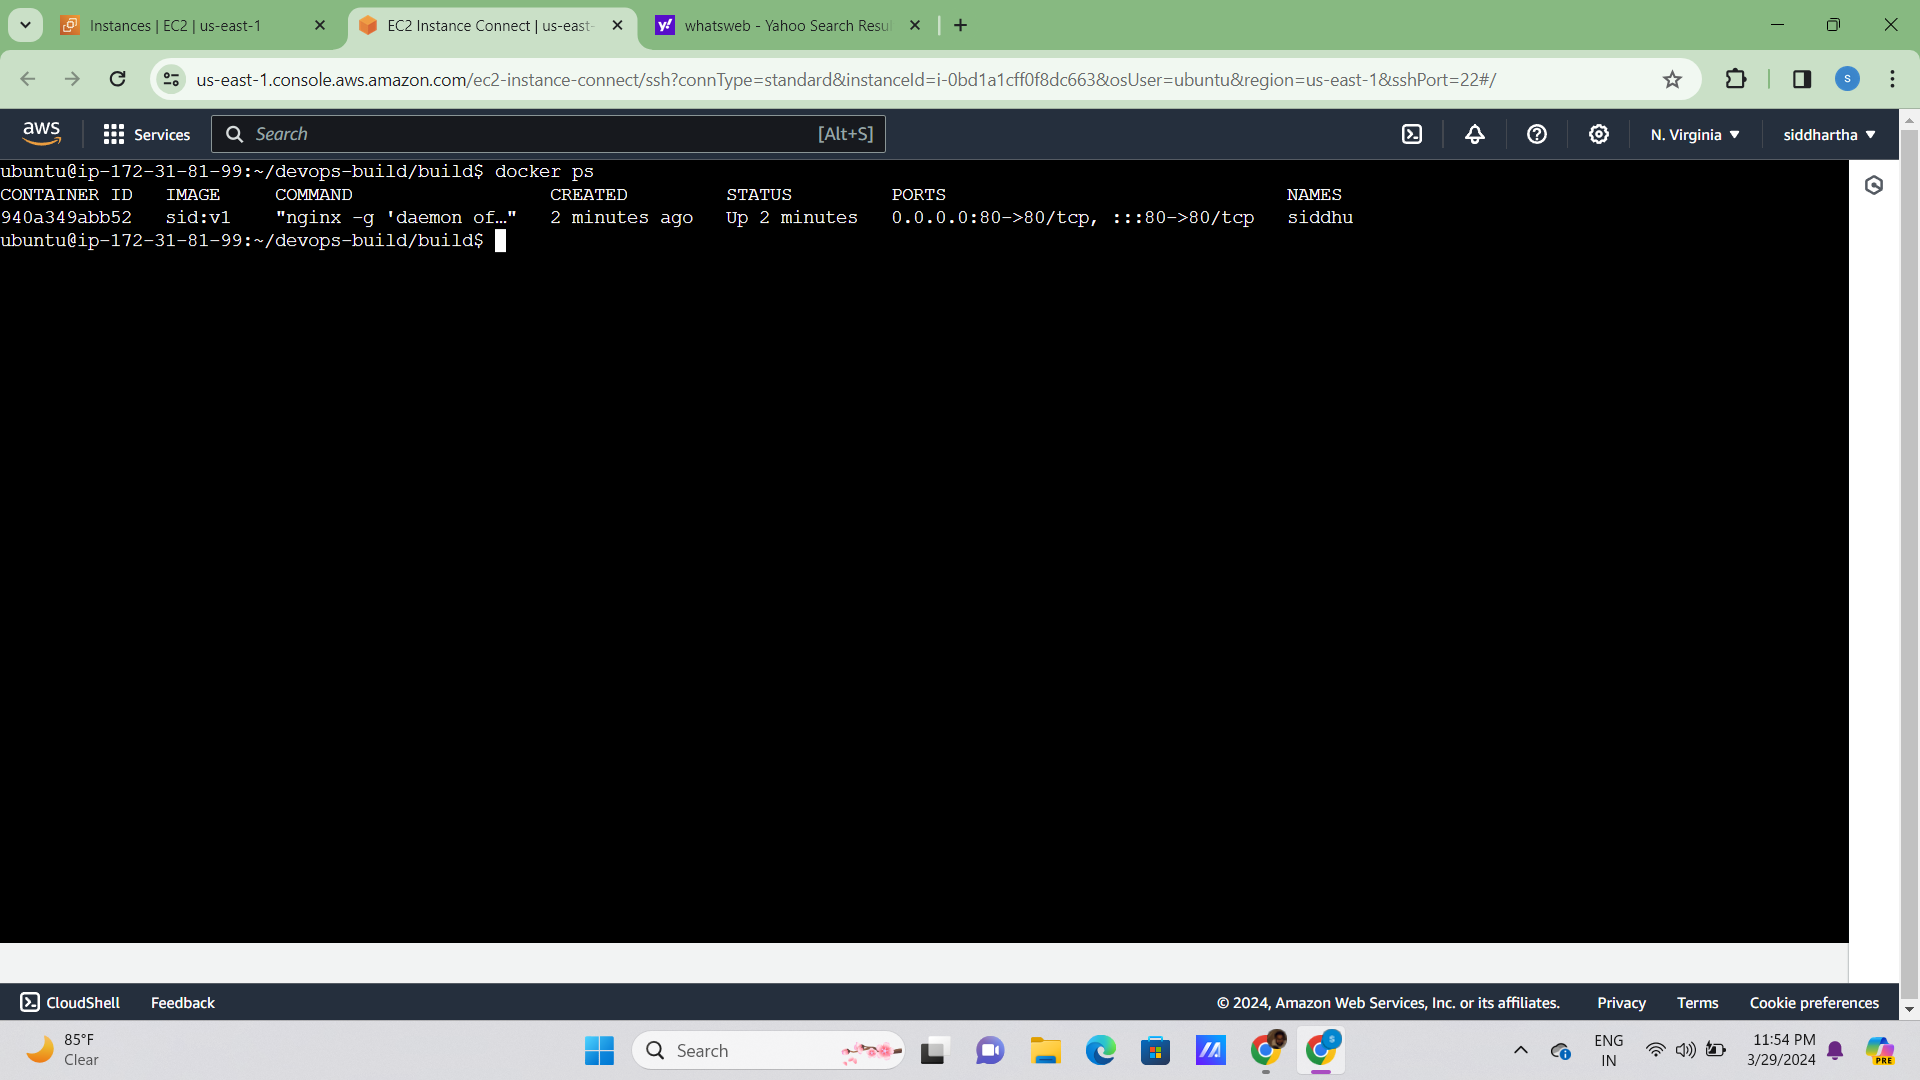 Instances | EC2 | us-east-1
EC2 Instance Connect | us-east-
whatsweb - Yahoo Search Resul
us-east-1.console.aws.amazon.com/ec2-instance-connect/ssh?connType=standard&instanceId=i-0bd1a1cff0f8dc663&osUser=ubuntu&region=us-east-1&sshPort=22#/
S
aws Services Search [Alt+S] N. Virginia siddhartha
ubuntu@ip-172-31-81-99:~/devops-build/build$ docker ps
CONTAINER ID IMAGE COMMAND CREATED STATUS PORTS NAMES
940a349abb52 sid:v1 "nginx -g 'daemon of…" 2 minutes ago Up 2 minutes 0.0.0.0:80->80/tcp, :::80->80/tcp siddhu
ubuntu@ip-172-31-81-99:~/devops-build/build$
CloudShell Feedback © 2024, Amazon Web Services, Inc. or its affiliates. Privacy Terms Cookie preferences
85°F
Clear
Search
ENG
IN
11:54 PM
3/29/2024
PRE